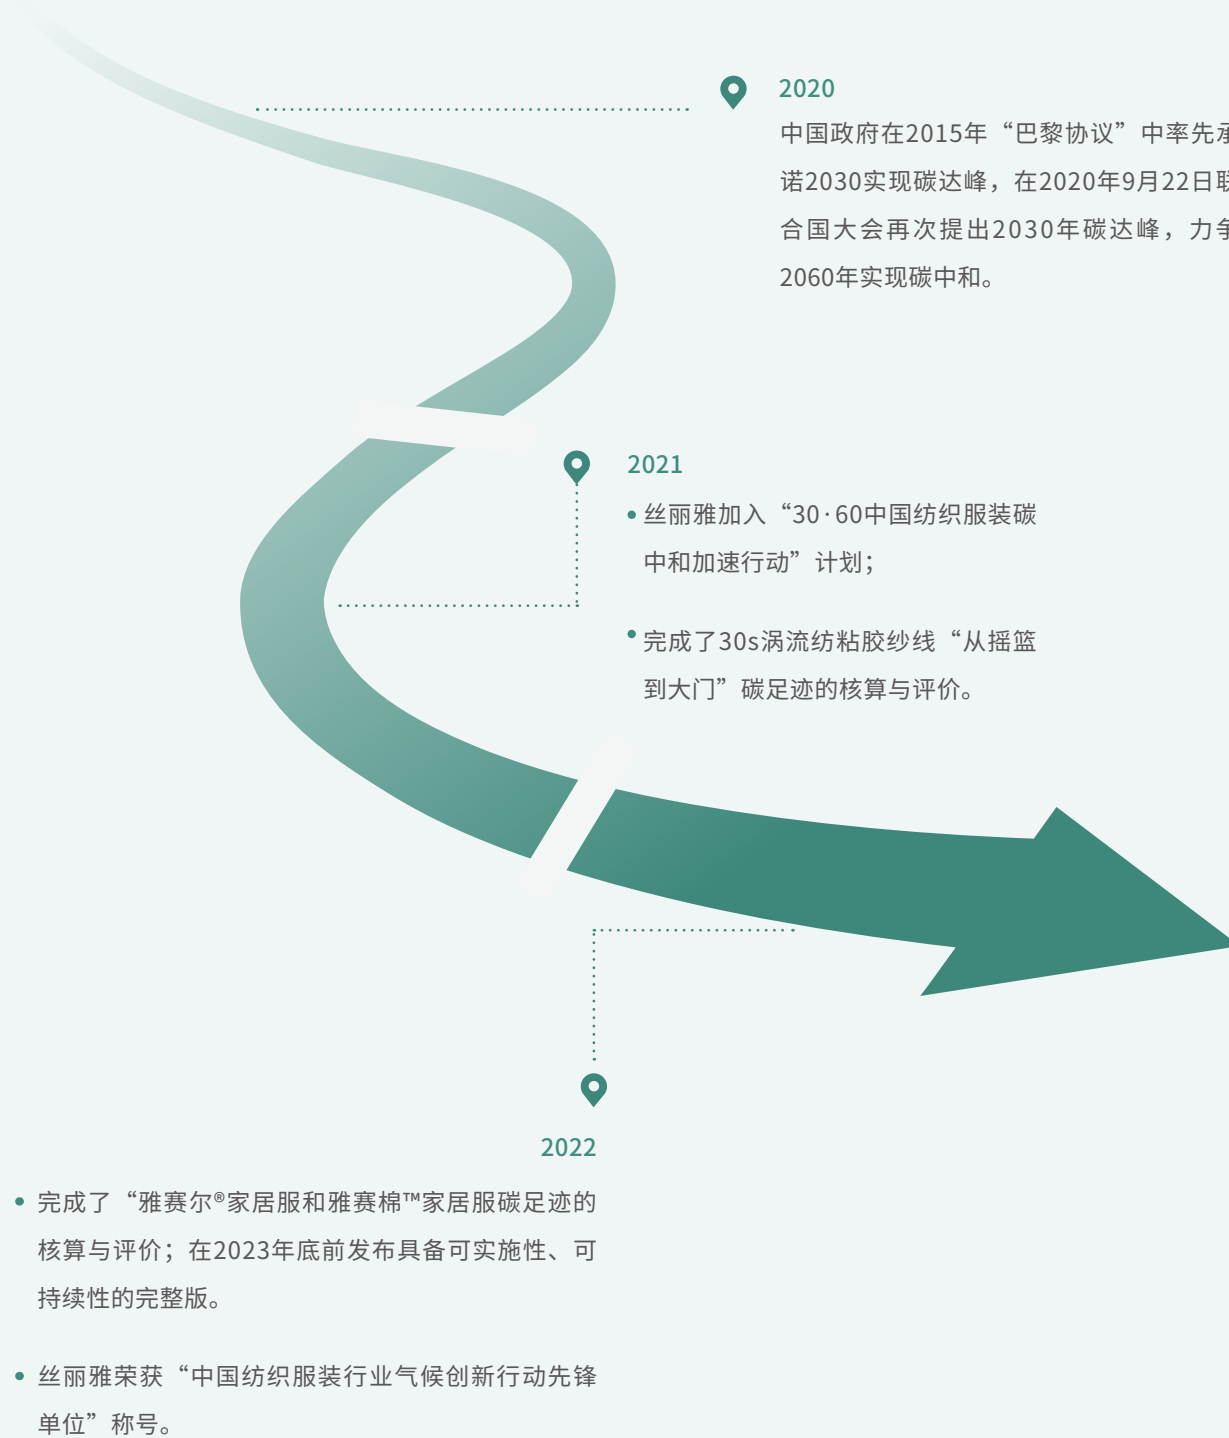 2020
中国政府在2015年“巴黎协议”中率先承
诺2030实现碳达峰，在2020年9月22日联
合国大会再次提出2030年碳达峰，力争
2060年实现碳中和。
2021
丝丽雅加入“30·60中国纺织服装碳
中和加速行动”计划；
完成了30s涡流纺粘胶纱线“从摇篮
到大门”碳足迹的核算与评价。
2022
完成了“雅赛尔®家居服和雅赛棉™家居服碳足迹的
核算与评价；在2023年底前发布具备可实施性、可
持续性的完整版。
丝丽雅荣获“中国纺织服装行业气候创新行动先锋
单位”称号。